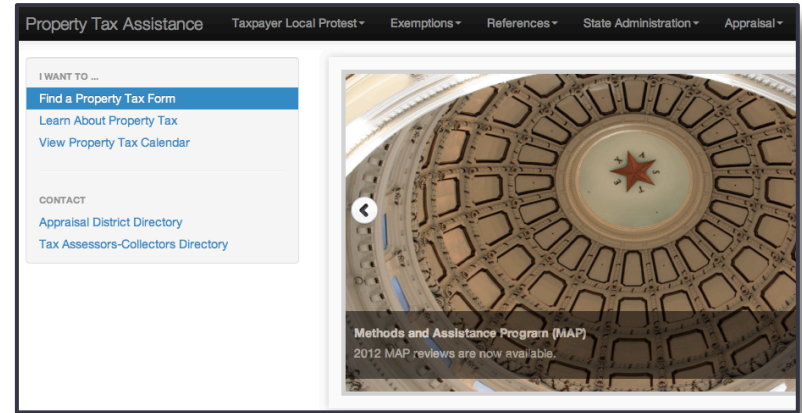 Property Tax Assistance Taxpayer Local Protest Exemptions References State Administration Appraisal
I WANT TO ...
Find a Property Tax Form
Learn About Property Tax
View Property Tax Calendar
CONTACT
Appraisal District Directory
Tax Assessors-Collectors Directory
T E X A S
Methods and Assistance Program (MAP)
2012 MAP reviews are now available.